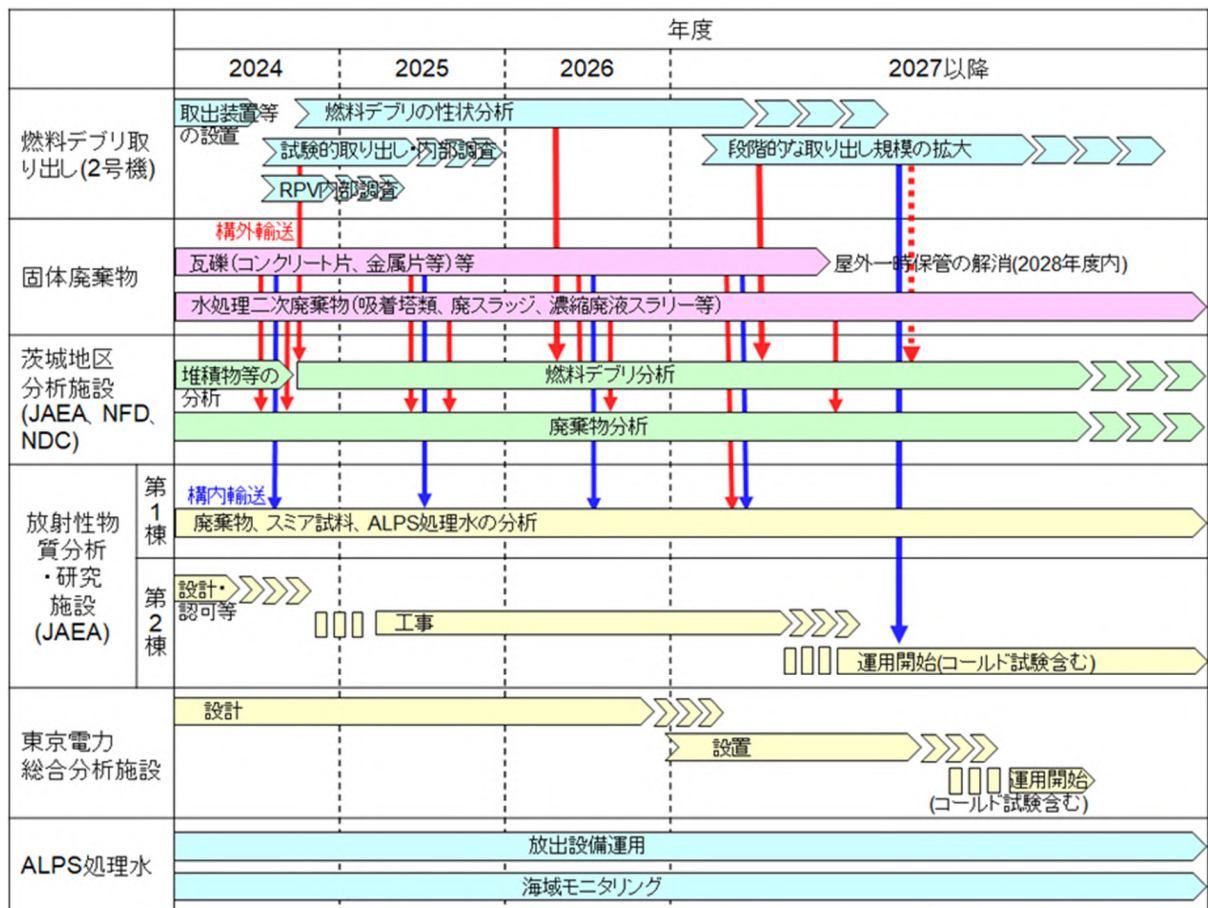 年度
2024
2025
2026
2027以降
燃料デブリ取
り出し(2号機)
取出装置等
の設置
燃料デブリの性状分析
試験的取り出し・内部調査
段階的な取り出し規模の拡大
RPV内部調査
固体廃棄物
構外輸送
瓦礫(コンクリート片、金属片等)等
屋外一時保管の解消(2028年度内)
水処理二次廃棄物(吸着塔類、廃スラッジ、濃縮廃液スラリー等)
茨城地区
分析施設
(JAEA、NFD、
NDC)
堆積物等の
分析
燃料デブリ分析
廃棄物分析
放射性物
質分析
・研究
施設
(JAEA)
第
1
棟
構内輸送
廃棄物、スミア試料、ALPS処理水の分析
第
2
棟
設計・
認可等
工事
運用開始(コールド試験含む)
東京電力
総合分析施設
設計
設置
運用開始
(コールド試験含む)
ALPS処理水
放出設備運用
海域モニタリング